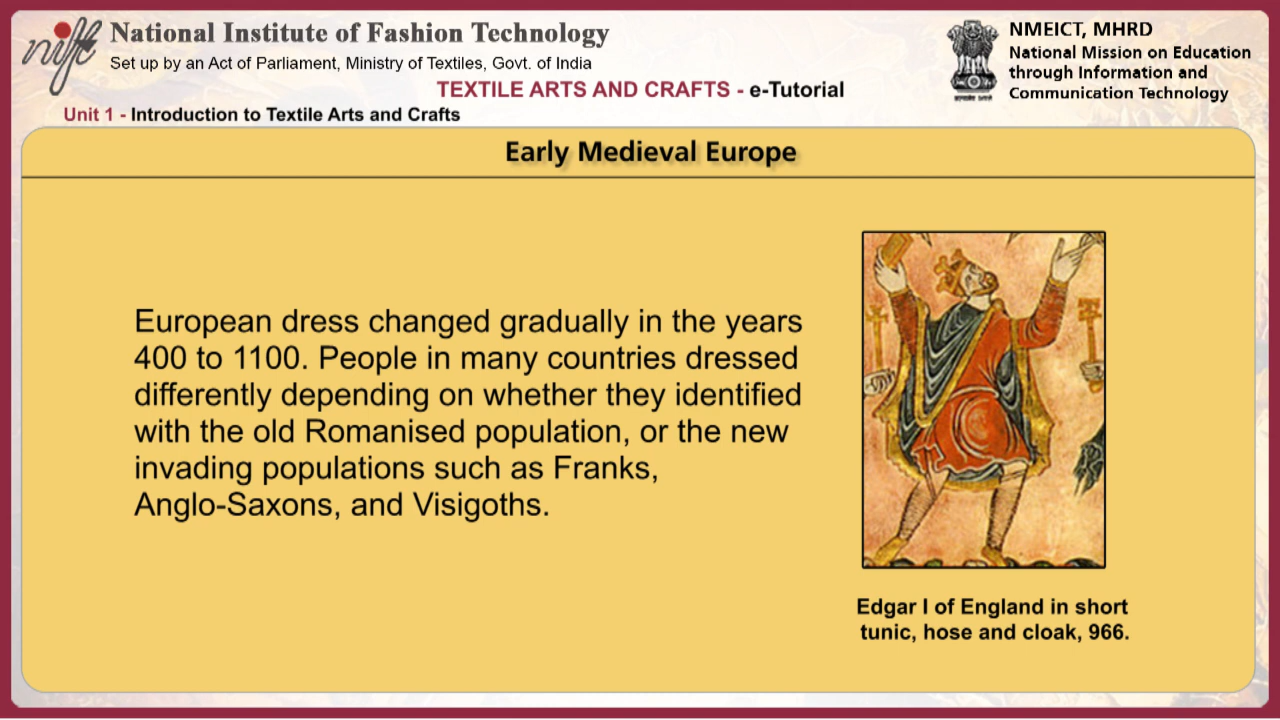 nift
National Institute of Fashion Technology
Set up by an Act of Parliament, Ministry of Textiles, Govt. of India
NMEICT, MHRD
National Mission on Education
through Information and
Communication Technology
TEXTILE ARTS AND CRAFTS - e-Tutorial
Unit 1 - Introduction to Textile Arts and Crafts
Early Medieval Europe
European dress changed gradually in the years
400 to 1100. People in many countries dressed
differently depending on whether they identified
with the old Romanised population, or the new
invading populations such as Franks,
Anglo-Saxons, and Visigoths.
Edgar I of England in short
tunic, hose and cloak, 966.